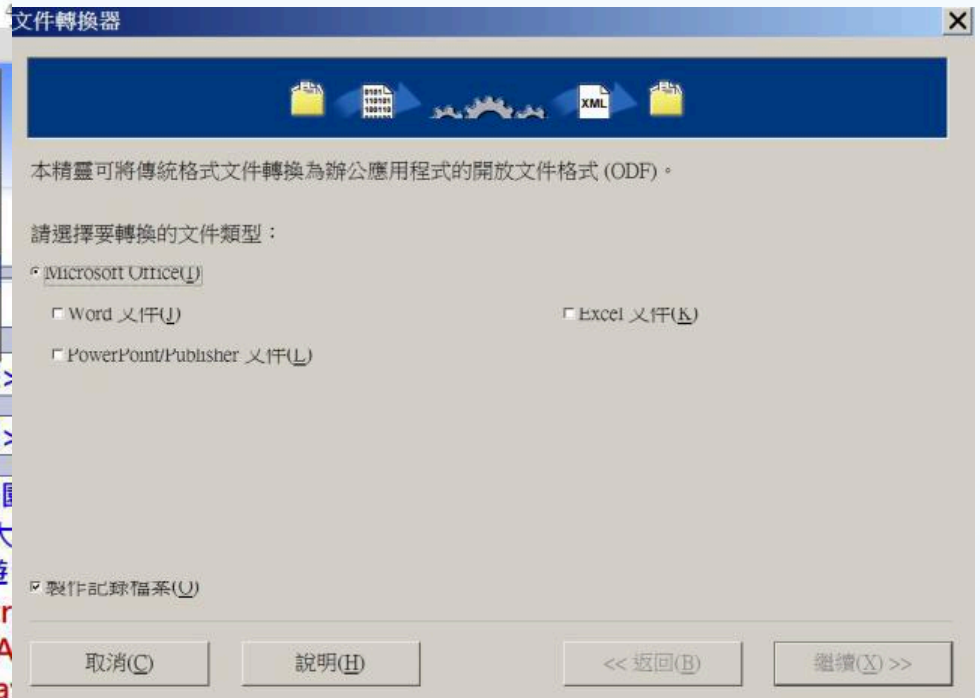 文件轉換器
0101
110101
100110
XML
本精靈可將傳統格式文件轉換為辦公應用程式的開放文件格式 (ODF)。
請選擇要轉換的文件類型：
Microsoft Office(I)
Word 文件(J)
Excel 文件(K)
PowerPoint/Publisher 文件(L)
製作記錄檔案(O)
取消(C)
說明(H)
<< 返回(B)
繼續(X) >>